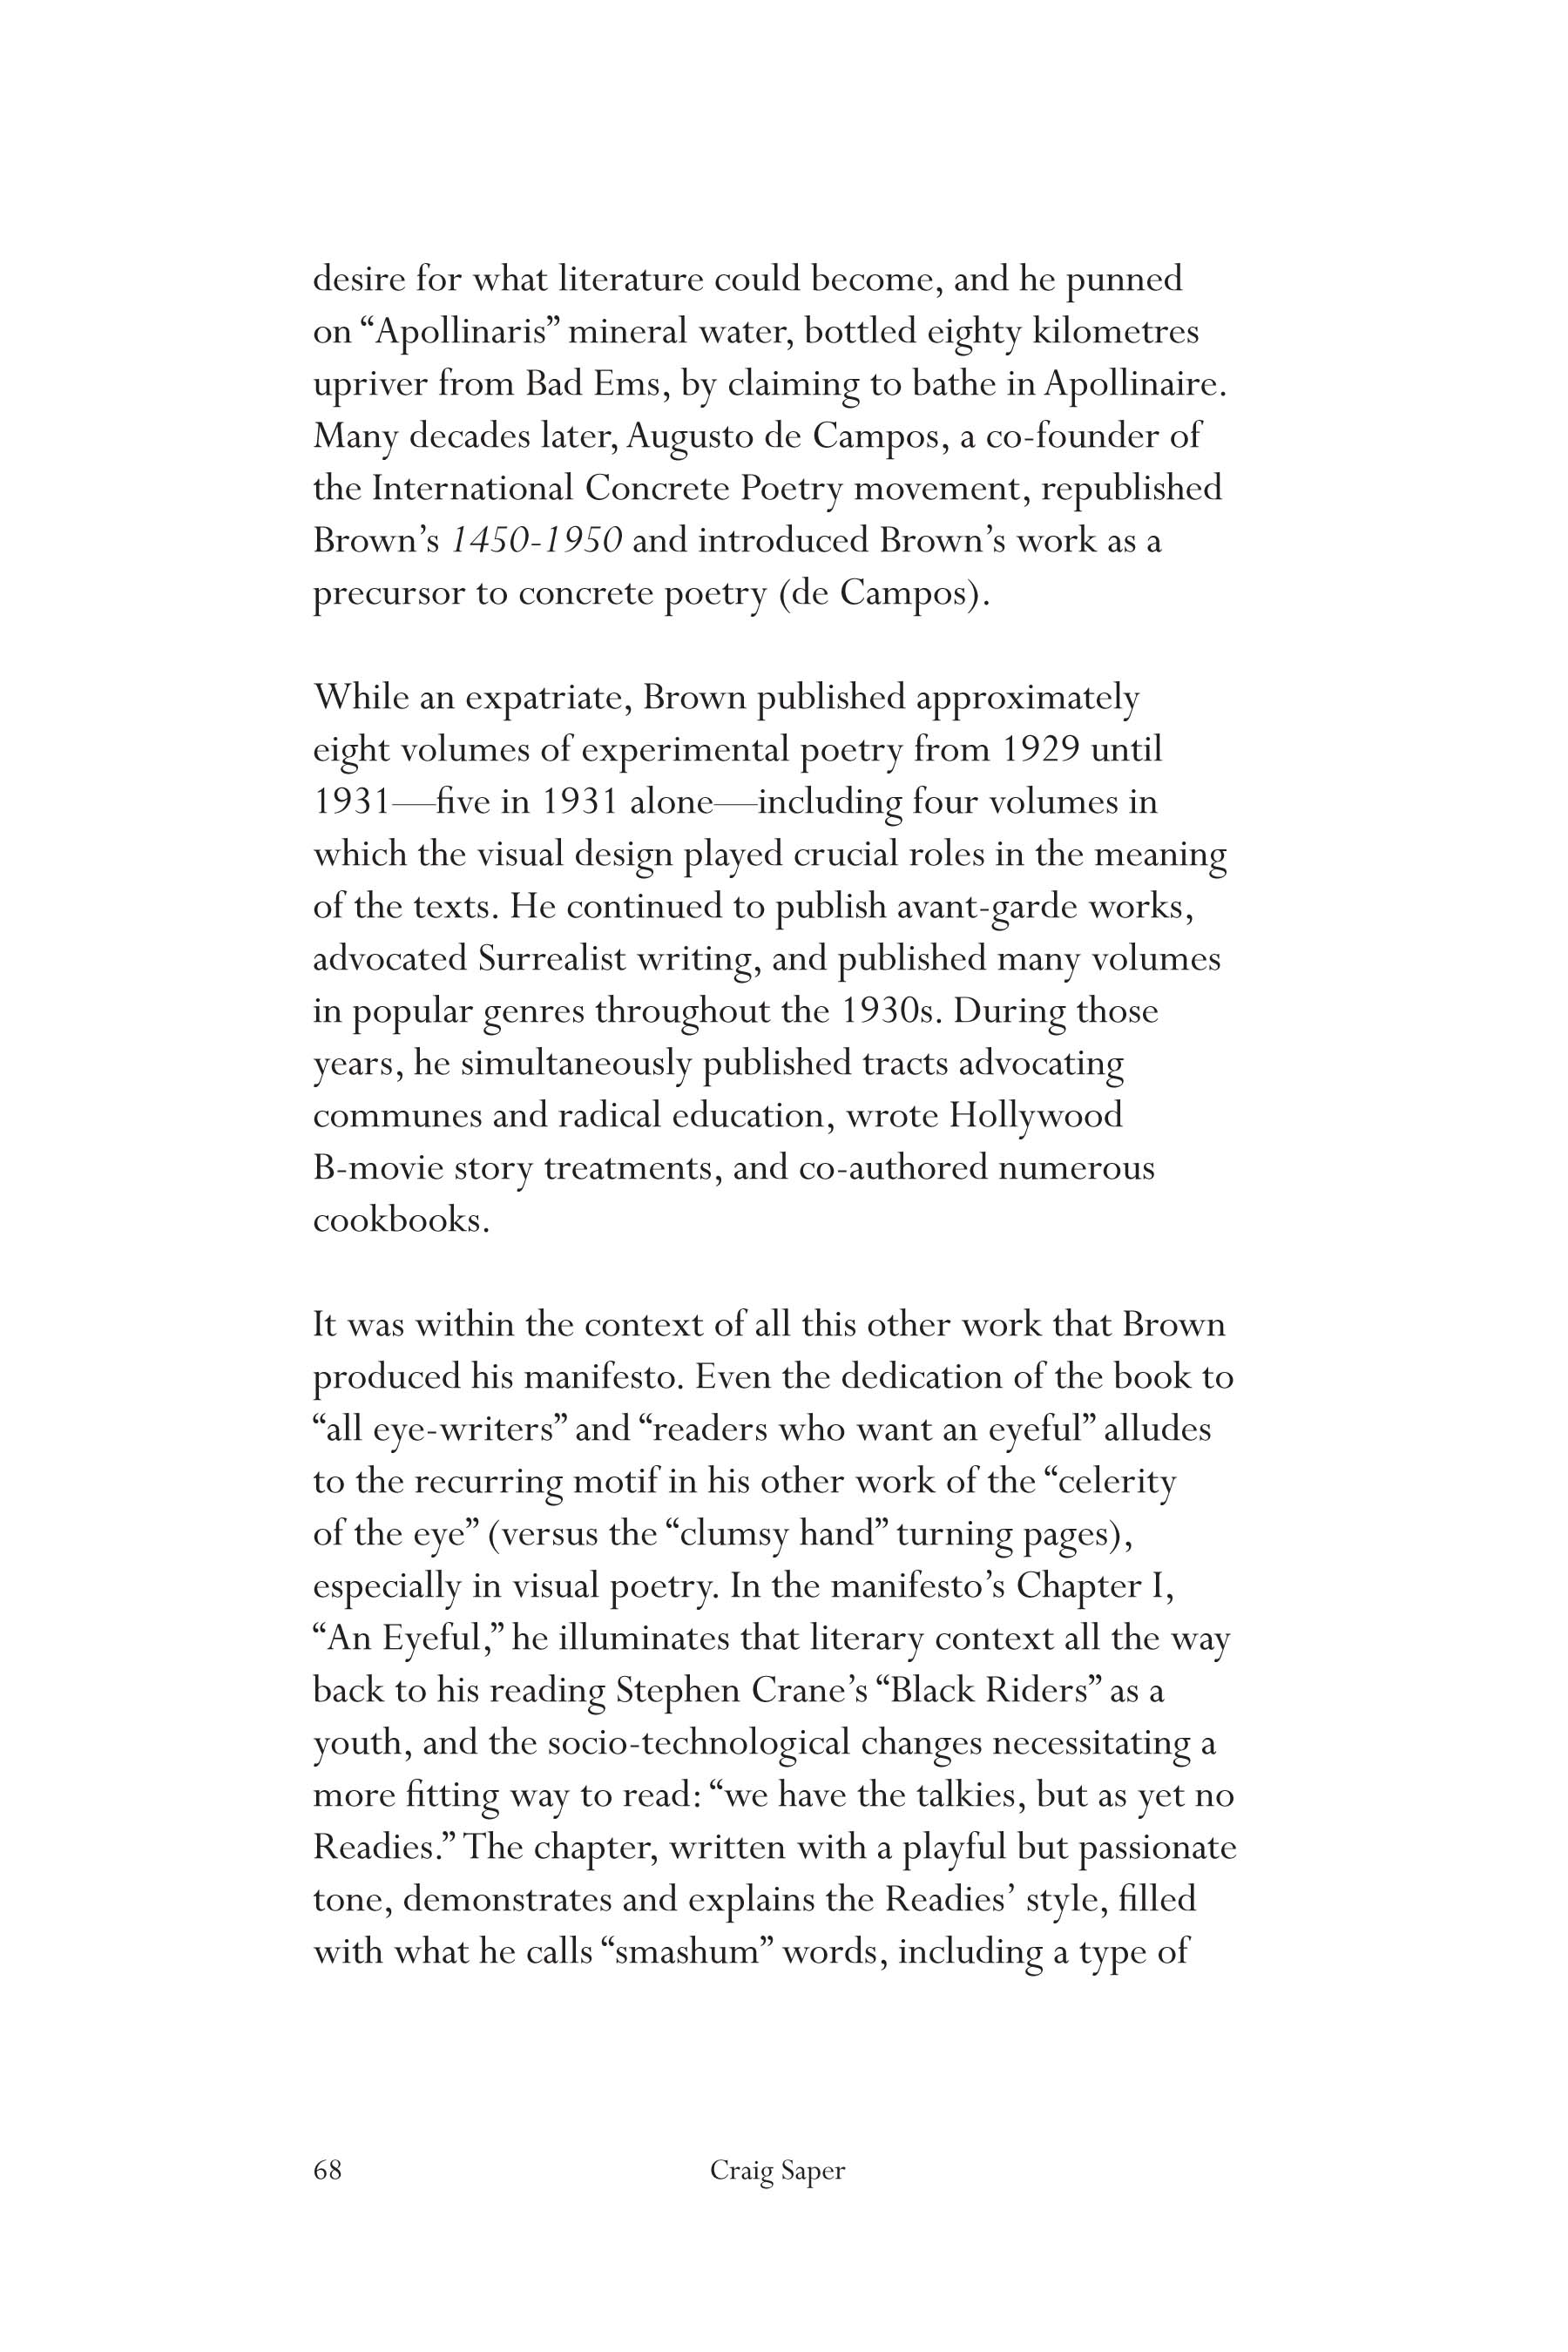 desire for what literature could become, and he punned
on “Apollinaris” mineral water, bottled eighty kilometres
upriver from Bad Ems, by claiming to bathe in Apollinaire.
Many decades later, Augusto de Campos, a co-founder of
the International Concrete Poetry movement, republished
Brown’s 1450-1950 and introduced Brown’s work as a
precursor to concrete poetry (de Campos).
While an expatriate, Brown published approximately
eight volumes of experimental poetry from 1929 until
1931—five in 1931 alone—including four volumes in
which the visual design played crucial roles in the meaning
of the texts. He continued to publish avant-garde works,
advocated Surrealist writing, and published many volumes
in popular genres throughout the 1930s. During those
years, he simultaneously published tracts advocating
communes and radical education, wrote Hollywood
B-movie story treatments, and co-authored numerous
cookbooks.
It was within the context of all this other work that Brown
produced his manifesto. Even the dedication of the book to
“all eye-writers” and “readers who want an eyeful” alludes
to the recurring motif in his other work of the “celerity
of the eye” (versus the “clumsy hand” turning pages),
especially in visual poetry. In the manifesto’s Chapter I,
“An Eyeful,” he illuminates that literary context all the way
back to his reading Stephen Crane’s “Black Riders” as a
youth, and the socio-technological changes necessitating a
more fitting way to read: “we have the talkies, but as yet no
Readies.” The chapter, written with a playful but passionate
tone, demonstrates and explains the Readies’ style, filled
with what he calls “smashum” words, including a type of
68 Craig Saper